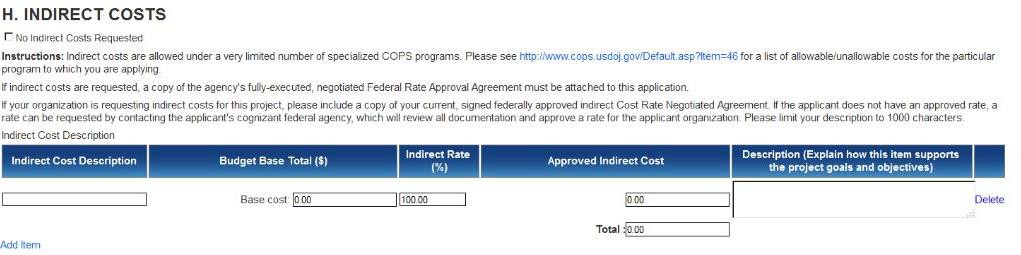 H. INDIRECT COSTS
No Indirect Costs Requested
Instructions: Indirect costs are allowed under a very limited number of specialized COPS programs. Please see http://www.cops.usdoj.gov/Default.asp?Item=46 for a list of allowable/unallowable costs for the particular
program to which you are applying.
If indirect costs are requested, a copy of the agency's fully-executed, negotiated Federal Rate Approval Agreement must be attached to this application.
If your organization is requesting indirect costs for this project, please include a copy of your current, signed federally approved indirect Cost Rate Negotiated Agreement. If the applicant does not have an approved rate, a
rate can be requested by contacting the applicant's cognizant federal agency, which will review all documentation and approve a rate for the applicant organization. Please limit your description to 1000 characters.
Indirect Cost Description
Indirect Cost Description Budget Base Total ($) Indirect Rate (%) Approved Indirect Cost Description (Explain how this item supports the project goals and objectives)
Base cost: 0.00 100.00 0.00 Delete
Total : 0.00
Add Item